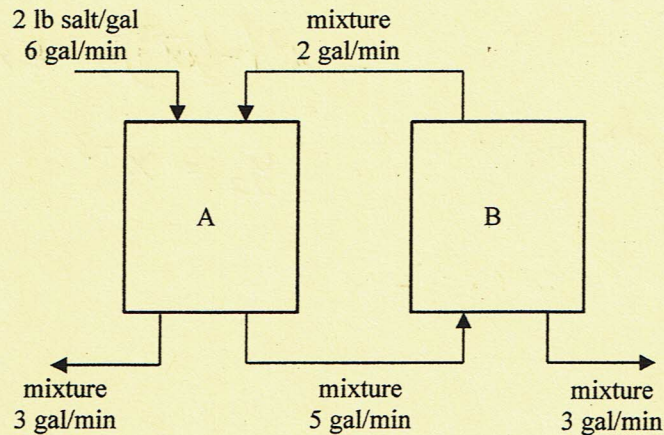 2 lb salt/gal
6 gal/min
mixture
2 gal/min
A
B
mixture
3 gal/min
mixture
5 gal/min
mixture
3 gal/min